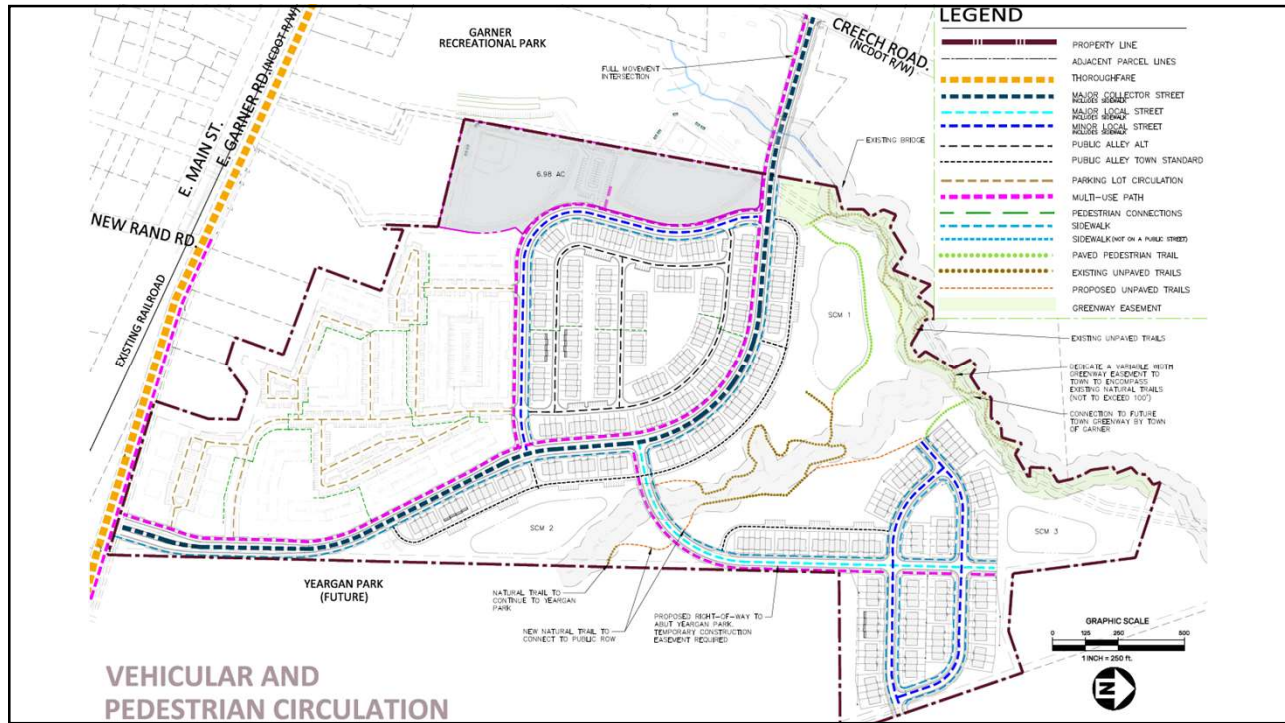 GARNER
RECREATIONAL PARK
CREECH ROAD.
(NCDOT R/W)
FULL MOVEMENT
INTERSECTION
E. MAIN ST.
E. GARNER RD.
(NCDOT R/W)
NEW RAND RD.
EXISTING RAILROAD
6.98 AC
EXISTING BRIDGE
SCM 1
SCM 2
SCM 3
LEGEND
PROPERTY LINE
ADJACENT PARCEL LINES
THOROUGHFARE
MAJOR COLLECTOR STREET
INCLUDES SIDEWALK
MAJOR LOCAL STREET
INCLUDES SIDEWALK
MINOR LOCAL STREET
INCLUDES SIDEWALK
PUBLIC ALLEY ALT
PUBLIC ALLEY TOWN STANDARD
PARKING LOT CIRCULATION
MULTI-USE PATH
PEDESTRIAN CONNECTIONS
SIDEWALK
SIDEWALK (NOT ON A PUBLIC STREET)
PAVED PEDESTRIAN TRAIL
EXISTING UNPAVED TRAILS
PROPOSED UNPAVED TRAILS
GREENWAY EASEMENT
EXISTING UNPAVED TRAILS
DEDICATE A VARIABLE WIDTH
GREENWAY EASEMENT TO
TOWN TO ENCOMPASS
EXISTING NATURAL TRAILS
(NOT TO EXCEED 100')
CONNECTION TO FUTURE
TOWN GREENWAY BY TOWN
OF GARNER
YEARGAN PARK
(FUTURE)
NATURAL TRAIL TO
CONTINUE TO YEARGAN
PARK
NEW NATURAL TRAIL TO
CONNECT TO PUBLIC ROW
PROPOSED RIGHT-OF-WAY TO
ABUT YEARGAN PARK.
TEMPORARY CONSTRUCTION
EASEMENT REQUIRED
GRAPHIC SCALE
0 125 250 500
1 INCH = 250 ft.
N
VEHICULAR AND
PEDESTRIAN CIRCULATION